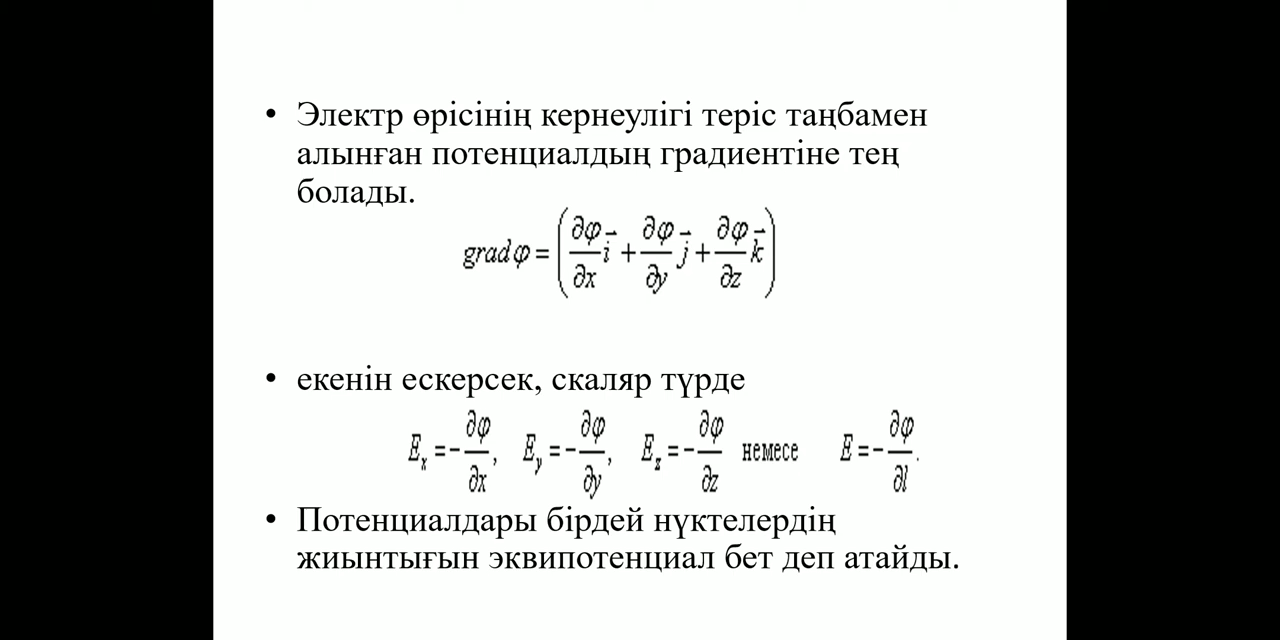 • Электр өрісінің кернеулігі теріс таңбамен
алынған потенциалдың градиентіне тең
болады.
grad φ = (∂φ/∂x i⃗ + ∂φ/∂y j⃗ + ∂φ/∂z k⃗)
• екенін ескерсек, скаляр түрде
Eₓ = −∂φ/∂x, E_y = −∂φ/∂y, E_z = −∂φ/∂z немесе E = −∂φ/∂l.
• Потенциалдары бірдей нүктелердің
жиынтығын эквипотенциал бет деп атайды.